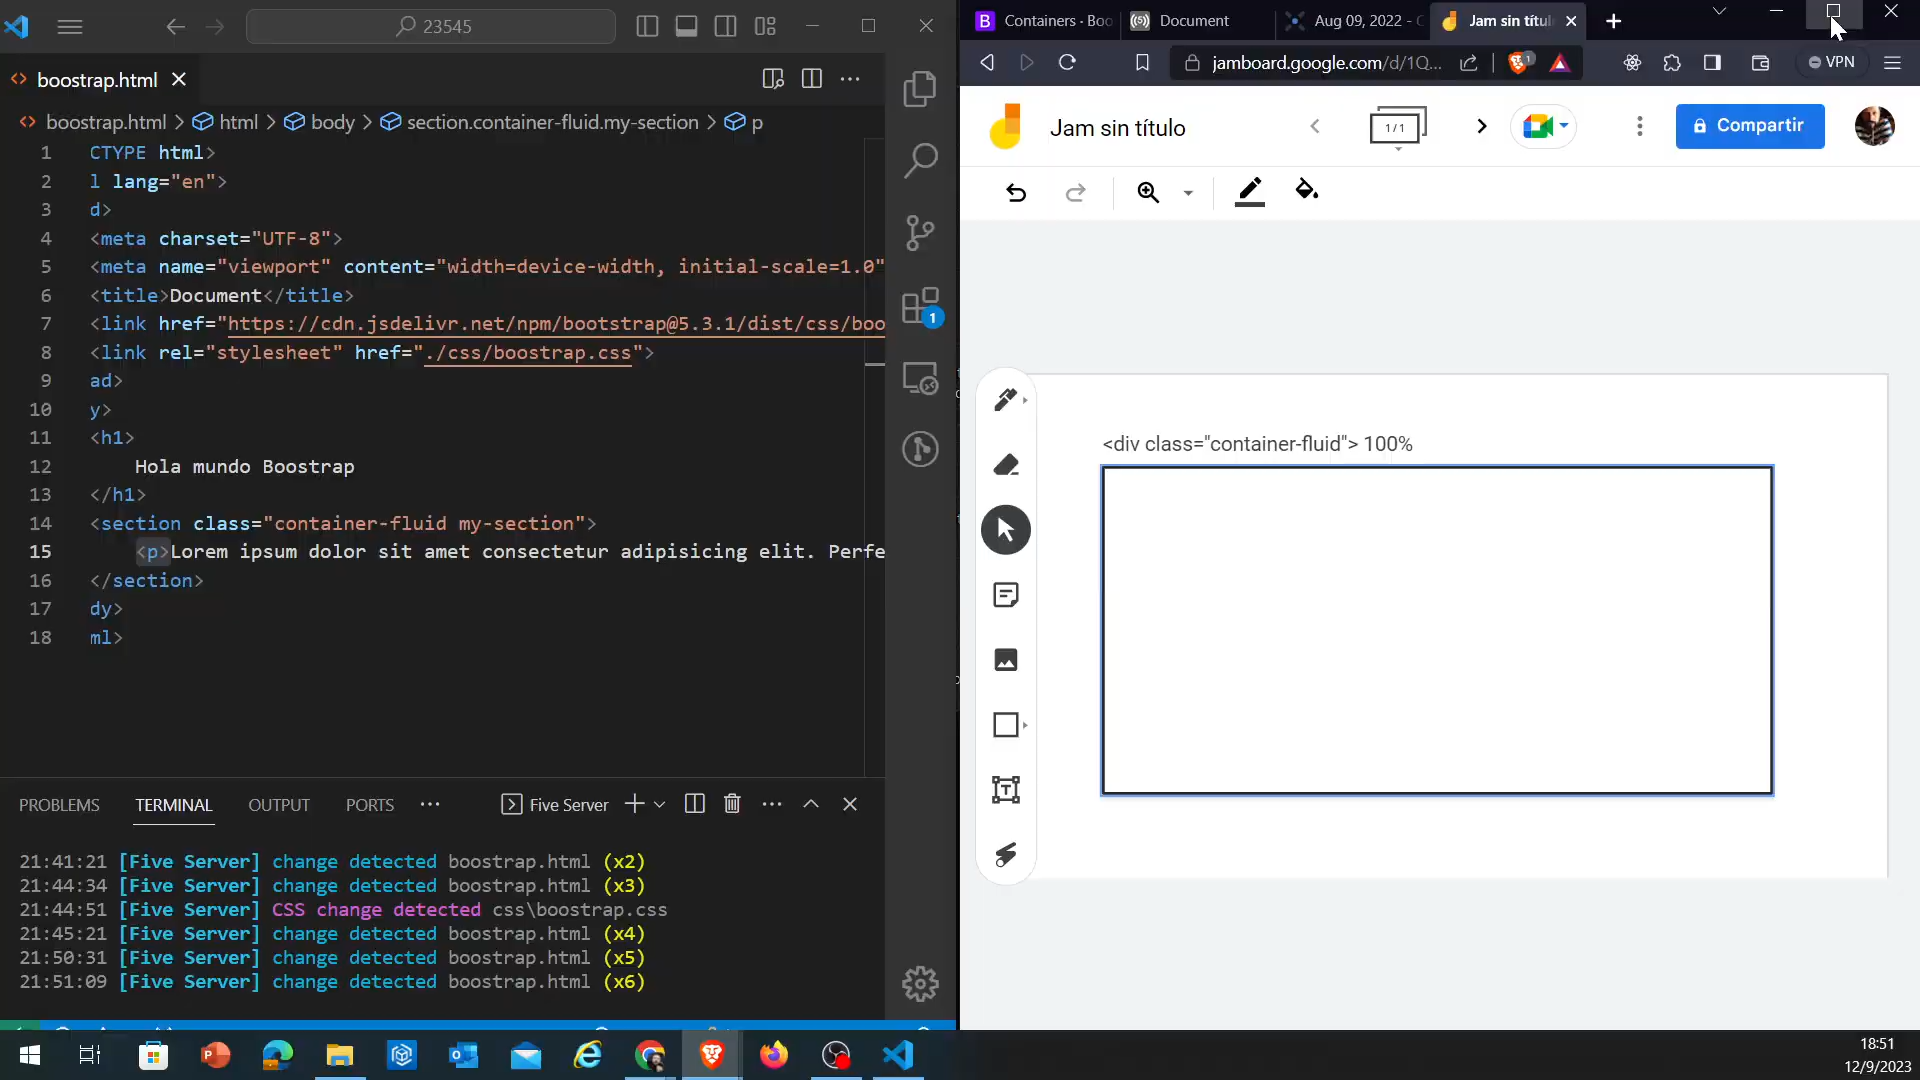 23545
boostrap.html
boostrap.html > html > body > section.container-fluid.my-section > p
1 CTYPE html>
2 l lang="en">
3 d>
4 <meta charset="UTF-8">
5 <meta name="viewport" content="width=device-width, initial-scale=1.0"
6 <title>Document</title>
7 <link href="https://cdn.jsdelivr.net/npm/bootstrap@5.3.1/dist/css/boo
8 <link rel="stylesheet" href="./css/boostrap.css">
9 ad>
10 y>
11 <h1>
12 Hola mundo Boostrap
13 </h1>
14 <section class="container-fluid my-section">
15 <p>Lorem ipsum dolor sit amet consectetur adipisicing elit. Perfe
16 </section>
17 dy>
18 ml>
1
PROBLEMS TERMINAL OUTPUT PORTS ··· Five Server
21:41:21 [Five Server] change detected boostrap.html (x2)
21:44:34 [Five Server] change detected boostrap.html (x3)
21:44:51 [Five Server] CSS change detected css\boostrap.css
21:45:21 [Five Server] change detected boostrap.html (x4)
21:50:31 [Five Server] change detected boostrap.html (x5)
21:51:09 [Five Server] change detected boostrap.html (x6)
B Containers · Boo Document Aug 09, 2022 - C Jam sin títul
jamboard.google.com/d/1Q... 1 VPN
Jam sin título 1 / 1 Compartir
<div class="container-fluid"> 100%
18:51
12/9/2023